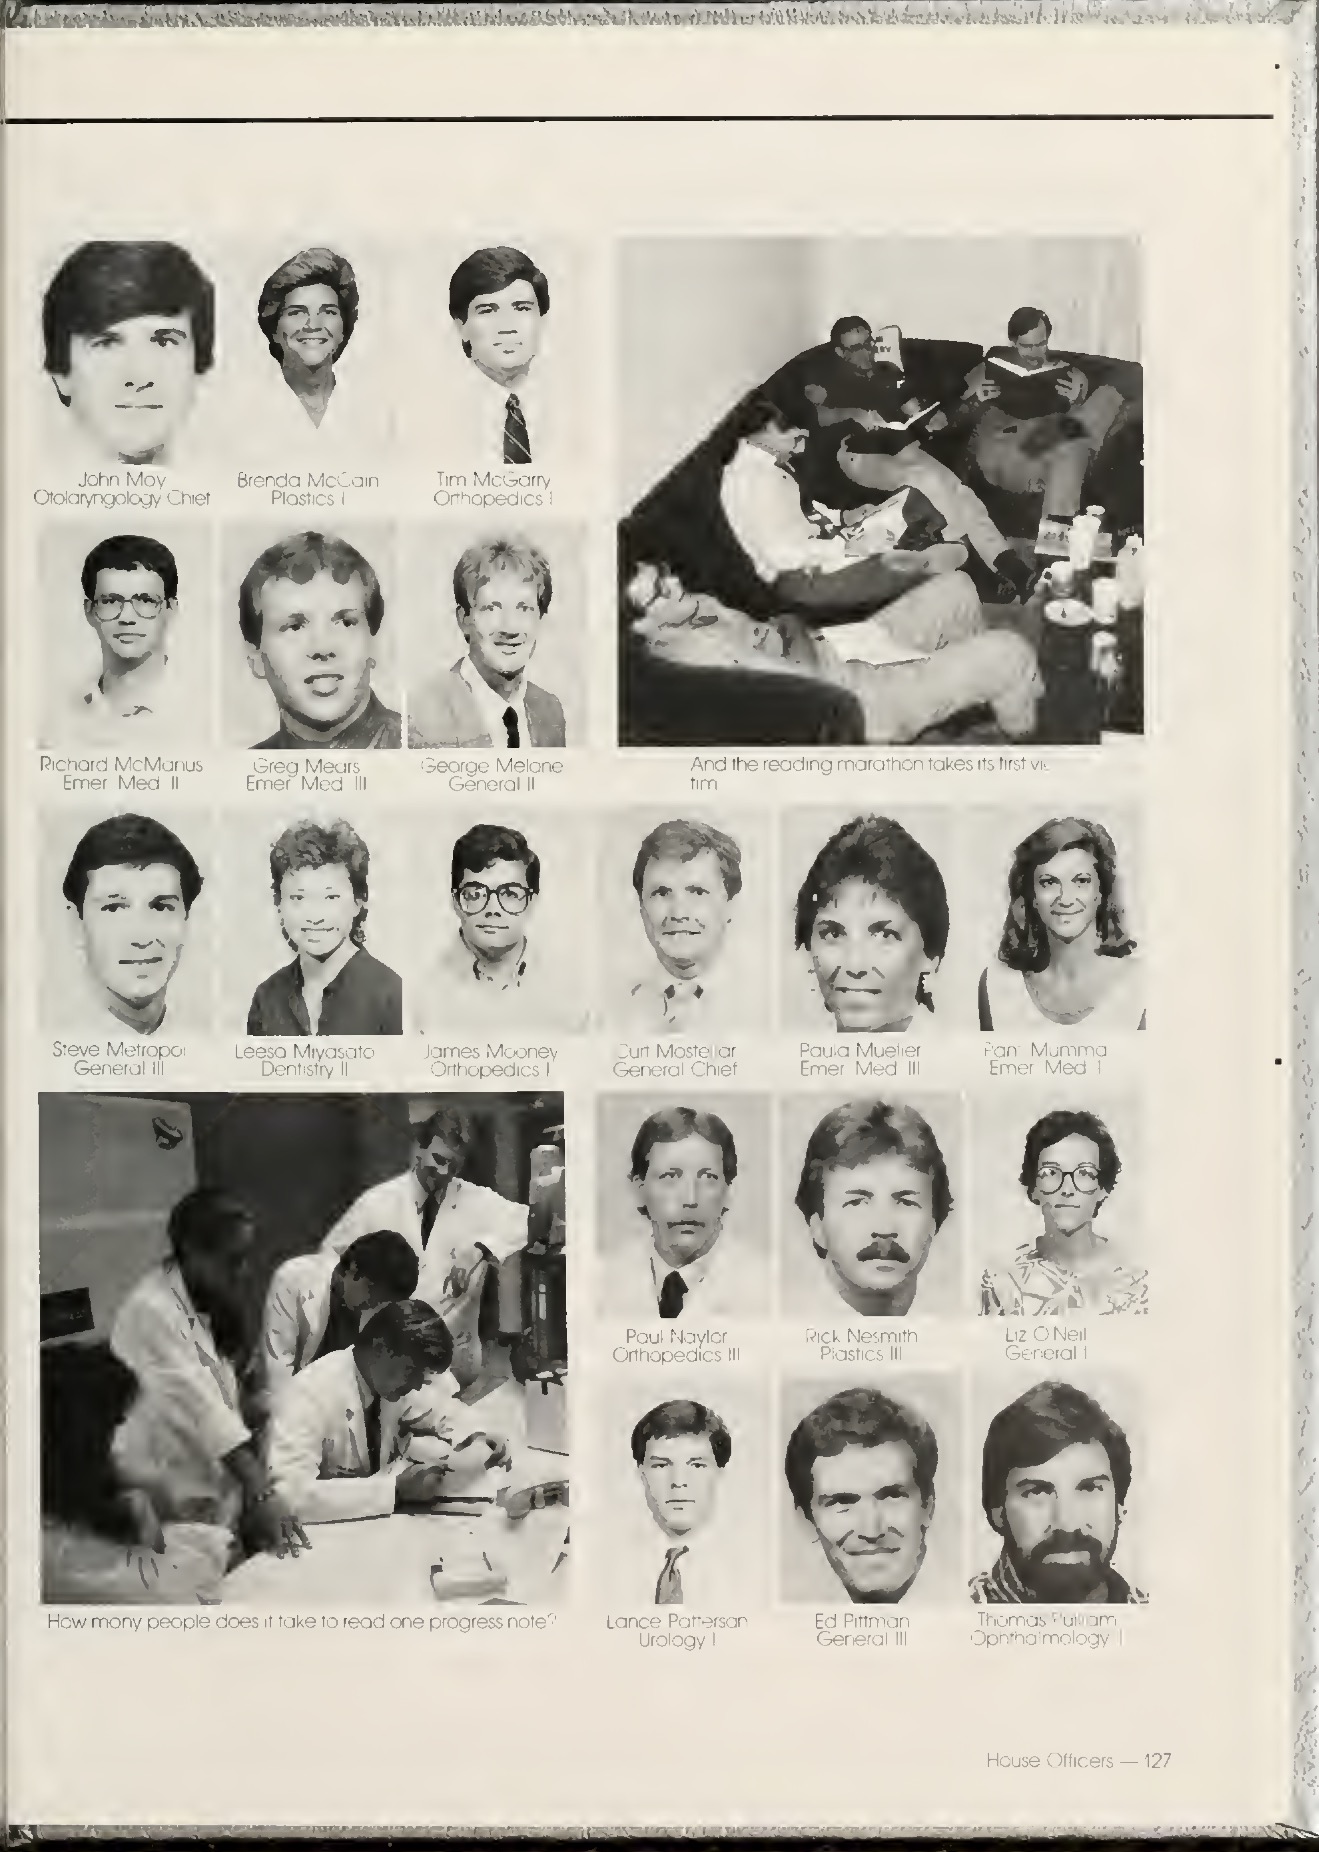 John Moy
Otolaryngology Chief
Brenda McCain
Plastics I
Tim McGarry
Orthopedics I
Richard McManus
Emer Med II
Greg Mears
Emer Med III
George Melone
General II
And the reading marathon takes its first vic
tim
Steve Metropol
General III
Leesa Miyasato
Dentistry II
James Mooney
Orthopedics I
Curt Mostellar
General Chief
Paula Mueller
Emer Med III
Pam Mumma
Emer Med I
Paul Naylor
Orthopedics III
Rick Nesmith
Plastics III
Liz O'Neil
General I
How many people does it take to read one progress note?
Lance Patterson
Urology I
Ed Pittman
General III
Thomas
Ophthalmology I
House Officers — 127